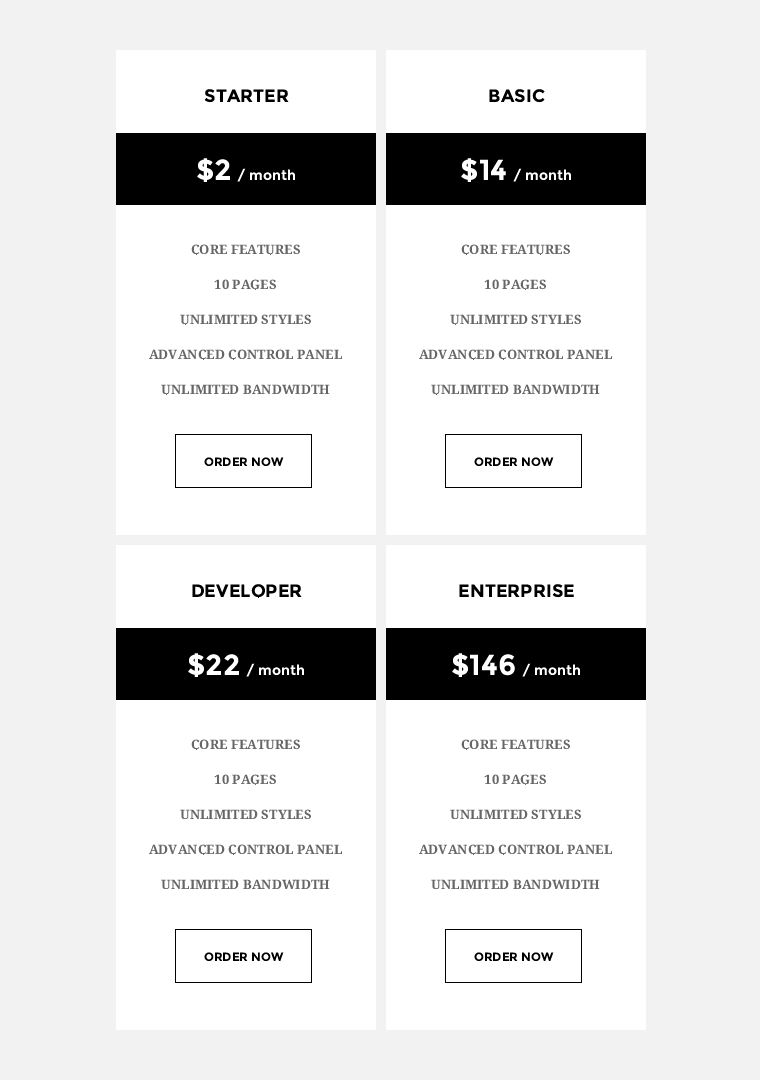 STARTER
$2 / month
CORE FEATURES
10 PAGES
UNLIMITED STYLES
ADVANCED CONTROL PANEL
UNLIMITED BANDWIDTH
ORDER NOW
BASIC
$14 / month
CORE FEATURES
10 PAGES
UNLIMITED STYLES
ADVANCED CONTROL PANEL
UNLIMITED BANDWIDTH
ORDER NOW
DEVELOPER
$22 / month
CORE FEATURES
10 PAGES
UNLIMITED STYLES
ADVANCED CONTROL PANEL
UNLIMITED BANDWIDTH
ORDER NOW
ENTERPRISE
$146 / month
CORE FEATURES
10 PAGES
UNLIMITED STYLES
ADVANCED CONTROL PANEL
UNLIMITED BANDWIDTH
ORDER NOW